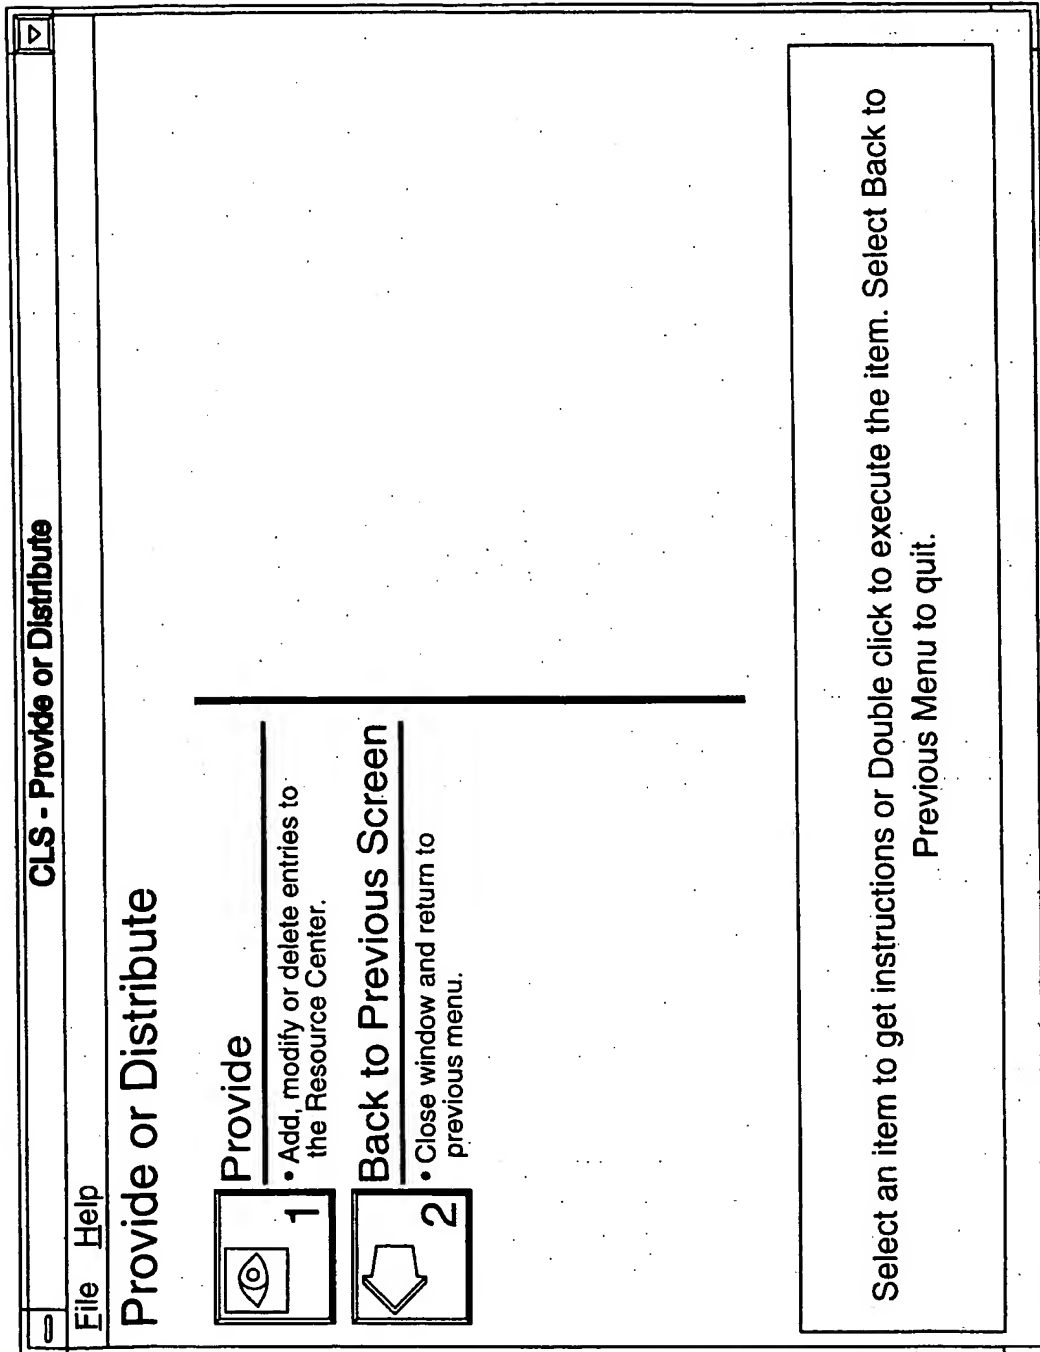 CLS - Provide or Distribute
File Help
Provide or Distribute
1
Provide
• Add, modify or delete entries to
the Resource Center.
2
Back to Previous Screen
• Close window and return to
previous menu.
Select an item to get instructions or Double click to execute the item. Select Back to
Previous Menu to quit.